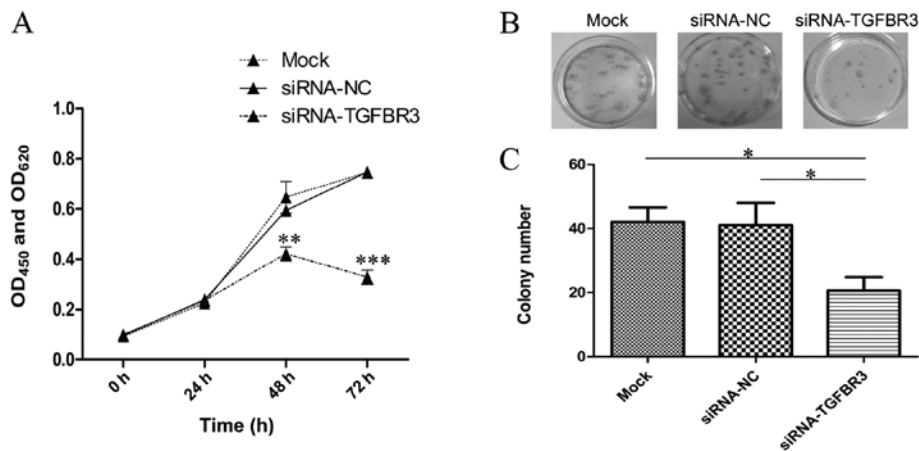 A
Mock
siRNA-NC
siRNA-TGFBR3
1.0
0.8
0.6
0.4
0.2
0.0
OD450 and OD620
**
***
0 h
24 h
48 h
72 h
Time (h)
B
Mock
siRNA-NC
siRNA-TGFBR3
C
*
*
60
40
20
0
Colony number
Mock
siRNA-NC
siRNA-TGFBR3